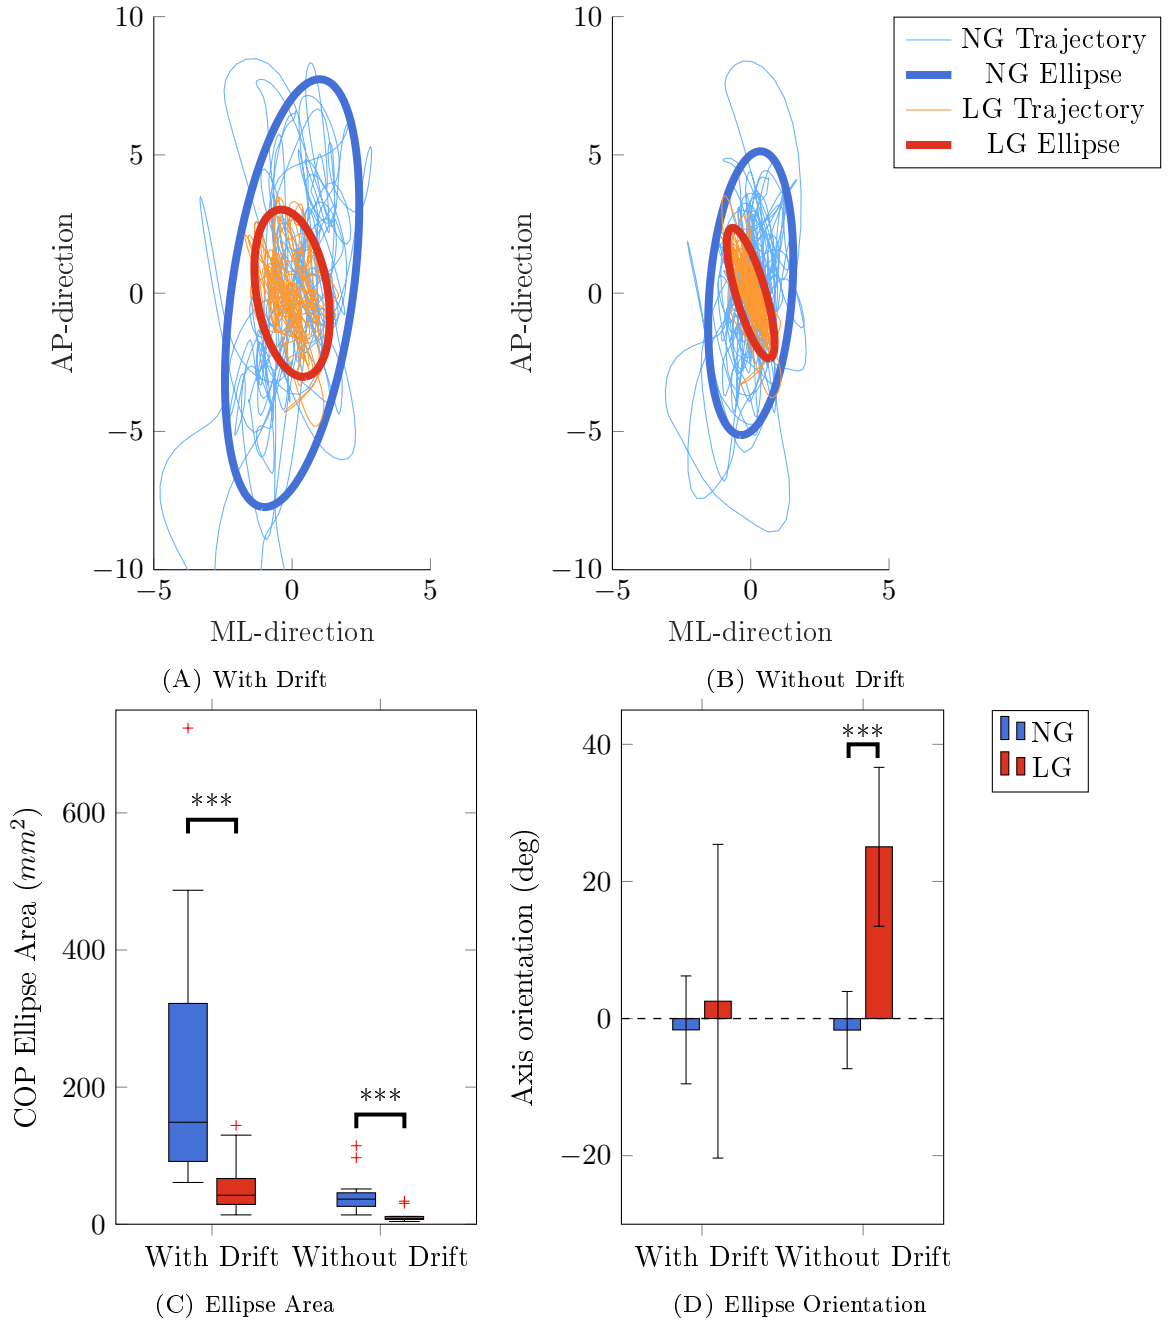 10
5
0
−5
−10
−5
0
5
AP-direction
ML-direction
(A) With Drift
10
5
0
−5
−10
−5
0
5
AP-direction
ML-direction
(B) Without Drift
NG Trajectory
NG Ellipse
LG Trajectory
LG Ellipse
600
400
200
0
COP Ellipse Area (mm²)
***
***
With Drift
Without Drift
(C) Ellipse Area
40
20
0
−20
Axis orientation (deg)
***
With Drift
Without Drift
(D) Ellipse Orientation
NG
LG